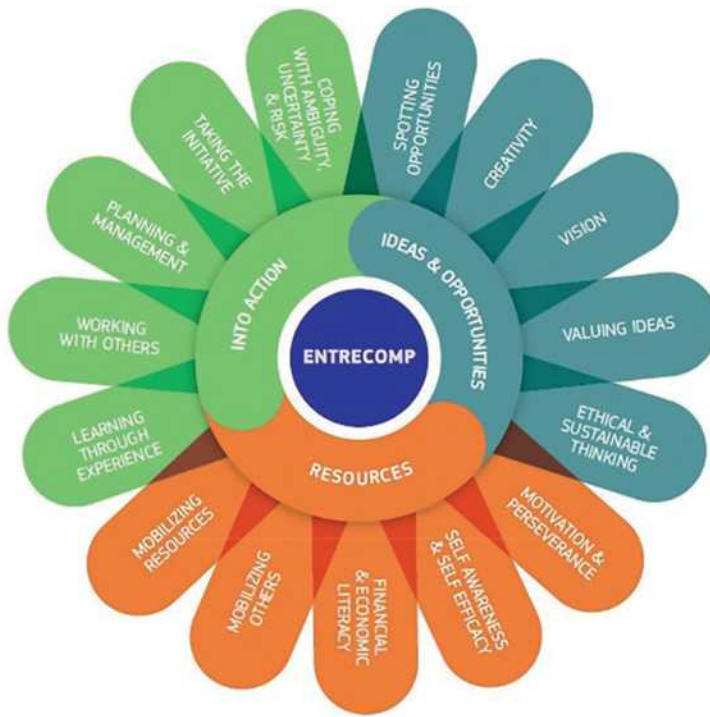 ENTRECOMP
IDEAS & OPPORTUNITIES
SPOTTING
OPPORTUNITIES
CREATIVITY
VISION
VALUING IDEAS
ETHICAL &
SUSTAINABLE
THINKING
RESOURCES
MOTIVATION &
PERSEVERANCE
SELF AWARENESS
& SELF EFFICACY
FINANCIAL
& ECONOMIC
LITERACY
MOBILIZING
OTHERS
MOBILIZING
RESOURCES
INTO ACTION
LEARNING
THROUGH
EXPERIENCE
WORKING
WITH OTHERS
PLANNING &
MANAGEMENT
TAKING THE
INITIATIVE
COPING
WITH AMBIGUITY,
UNCERTAINTY
& RISK